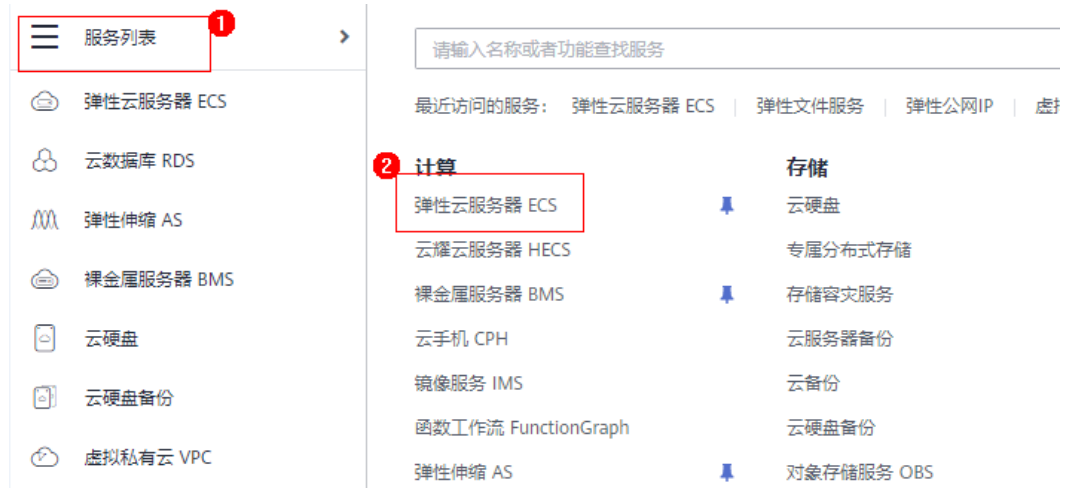 服务列表
1
弹性云服务器 ECS
云数据库 RDS
弹性伸缩 AS
裸金属服务器 BMS
云硬盘
云硬盘备份
虚拟私有云 VPC
请输入名称或者功能查找服务
最近访问的服务： 弹性云服务器 ECS | 弹性文件服务 | 弹性公网IP |
2
计算
弹性云服务器 ECS
云耀云服务器 HECS
裸金属服务器 BMS
云手机 CPH
镜像服务 IMS
函数工作流 FunctionGraph
弹性伸缩 AS
存储
云硬盘
专属分布式存储
存储容灾服务
云服务器备份
云备份
云硬盘备份
对象存储服务 OBS